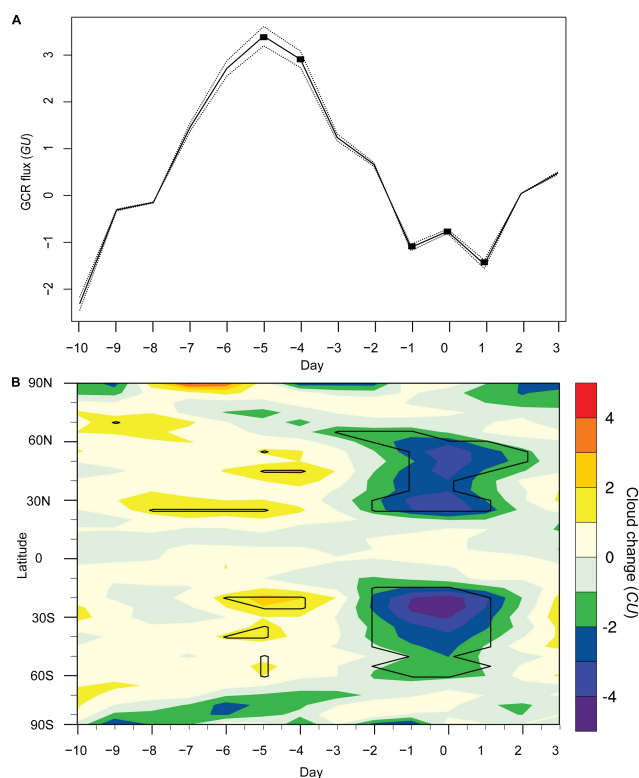 A
GCR flux (GU)
3
2
1
0
−1
−2
−10 −9 −8 −7 −6 −5 −4 −3 −2 −1 0 1 2 3
Day
B
Latitude
90N
60N
30N
0
30S
60S
90S
−10 −9 −8 −7 −6 −5 −4 −3 −2 −1 0 1 2 3
Day
4
2
0
-2
-4
Cloud change (CU)